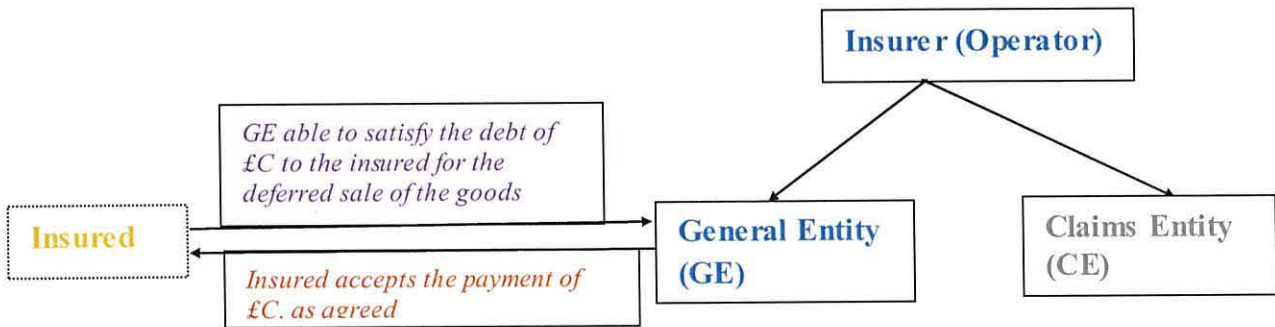 Insurer (Operator)
GE able to satisfy the debt of
£C to the insured for the
deferred sale of the goods
Insured
General Entity
(GE)
Claims Entity
(CE)
Insured accepts the payment of
£C, as agreed